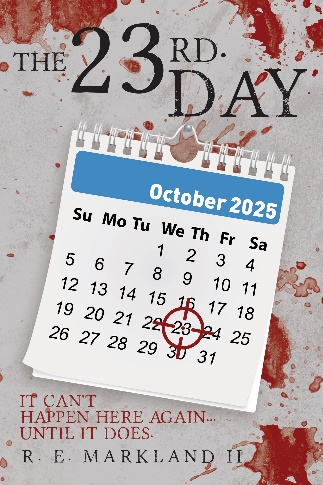 THE 23RD.
DAY
October 2025
Su Mo Tu We Th Fr Sa
1 2 3 4
5 6 7 8 9 10 11
12 13 14 15 16 17 18
19 20 21 22 23 24 25
26 27 28 29 30 31
IT CAN'T
HAPPEN HERE AGAIN...
UNTIL IT DOES.
R. E. MARKLAND II